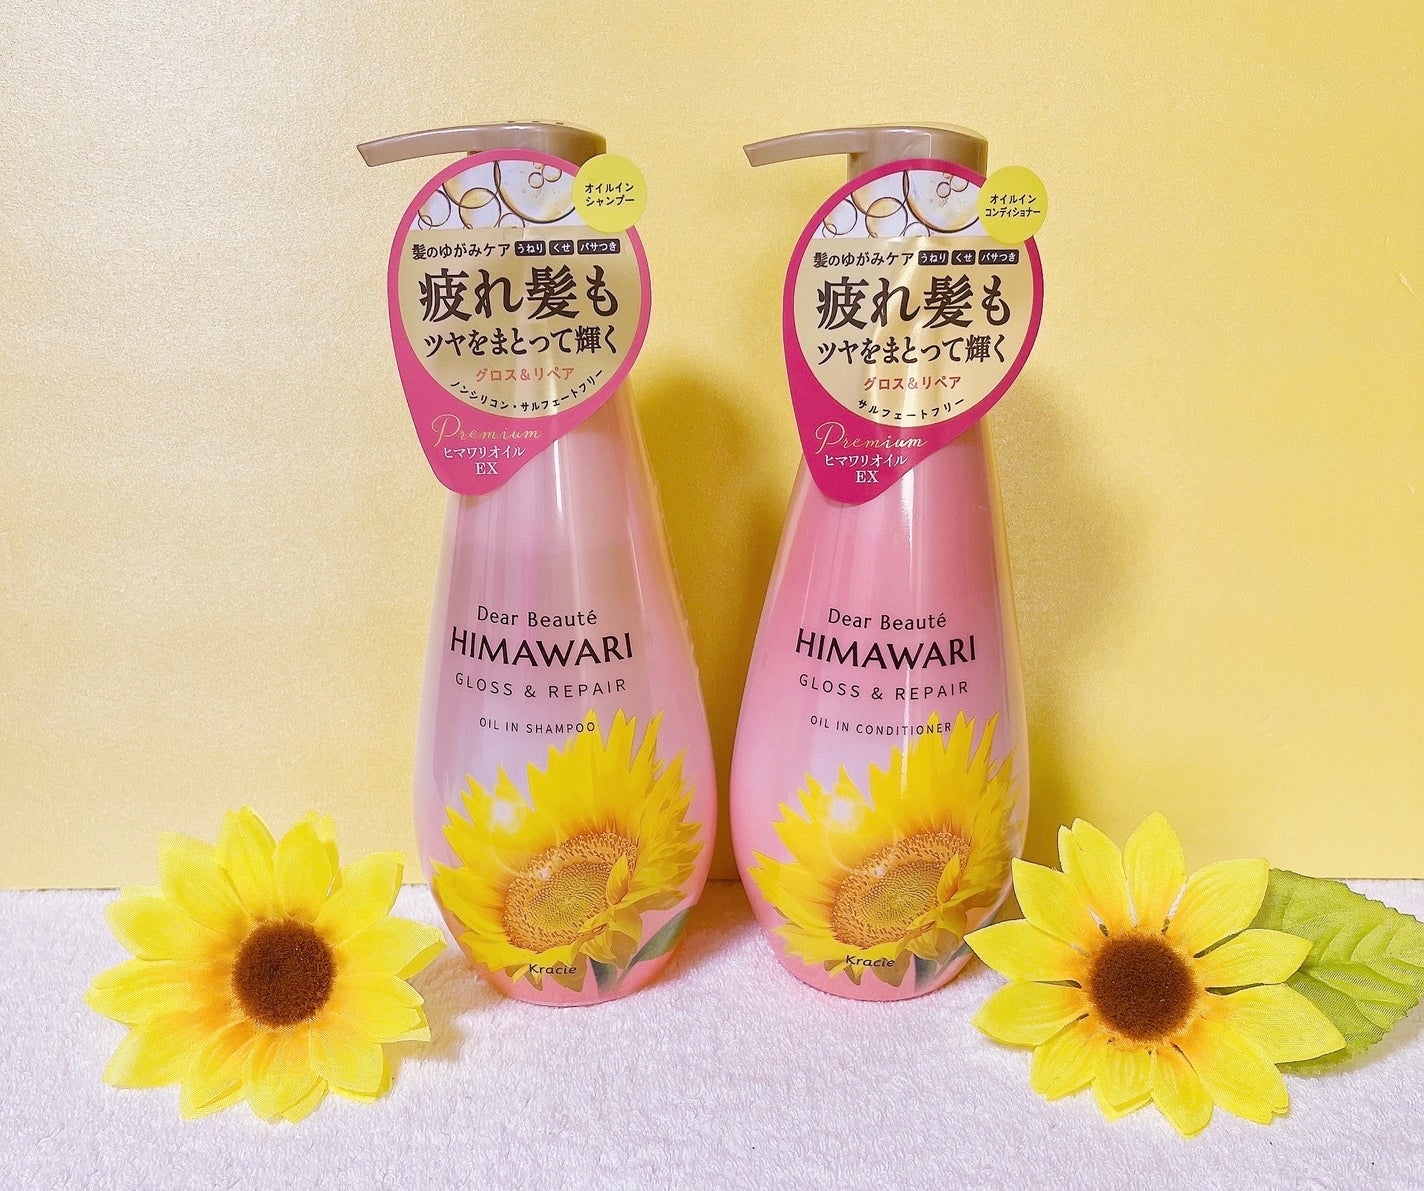 オイルイン
シャンプー
髪のゆがみケア うねり くせ パサつき
疲れ髪も
ツヤをまとって輝く
グロス&リペア
ノンシリコン・サルフェートフリー
Premium
ヒマワリオイル
EX
Dear Beauté
HIMAWARI
GLOSS & REPAIR
OIL IN SHAMPOO
Kracie
オイルイン
コンディショナー
髪のゆがみケア うねり くせ パサつき
疲れ髪も
ツヤをまとって輝く
グロス&リペア
サルフェートフリー
Premium
ヒマワリオイル
EX
Dear Beauté
HIMAWARI
GLOSS & REPAIR
OIL IN CONDITIONER
Kracie